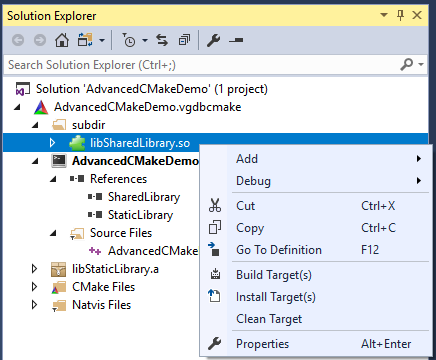 Solution Explorer
Search Solution Explorer (Ctrl+;)
Solution 'AdvancedCMakeDemo' (1 project)
AdvancedCMakeDemo.vgdbcmake
subdir
libSharedLibrary.so
AdvancedCMakeDemo
References
SharedLibrary
StaticLibrary
Source Files
AdvancedCMake
libStaticLibrary.a
CMake Files
Natvis Files
Add
Debug
Cut Ctrl+X
Copy Ctrl+C
Go To Definition F12
Build Target(s)
Install Target(s)
Clean Target
Properties Alt+Enter